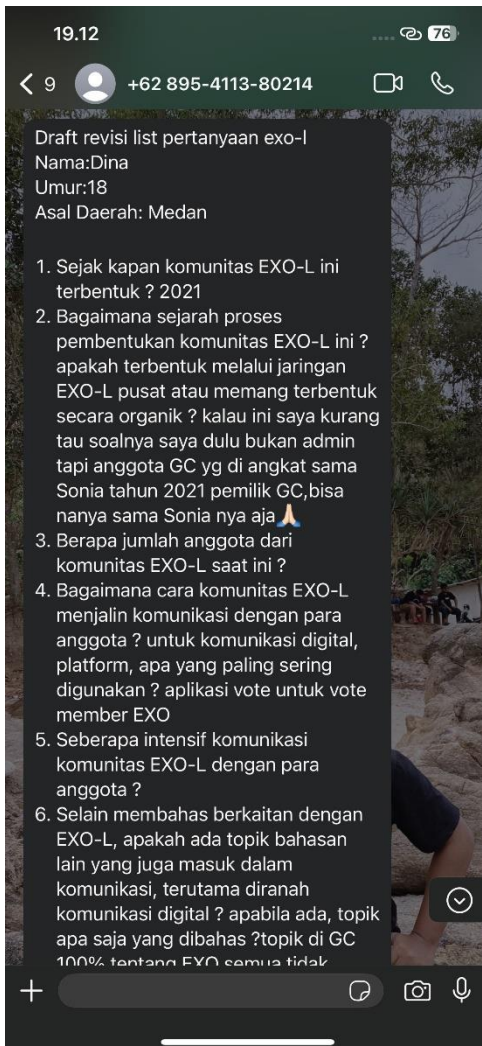 19.12
76
9
+62 895-4113-80214
Draft revisi list pertanyaan exo-l
Nama:Dina
Umur:18
Asal Daerah: Medan
1. Sejak kapan komunitas EXO-L ini
terbentuk ? 2021
2. Bagaimana sejarah proses
pembentukan komunitas EXO-L ini ?
apakah terbentuk melalui jaringan
EXO-L pusat atau memang terbentuk
secara organik ? kalau ini saya kurang
tau soalnya saya dulu bukan admin
tapi anggota GC yg di angkat sama
Sonia tahun 2021 pemilik GC,bisa
nanya sama Sonia nya aja🙏🏻
3. Berapa jumlah anggota dari
komunitas EXO-L saat ini ?
4. Bagaimana cara komunitas EXO-L
menjalin komunikasi dengan para
anggota ? untuk komunikasi digital,
platform, apa yang paling sering
digunakan ? aplikasi vote untuk vote
member EXO
5. Seberapa intensif komunikasi
komunitas EXO-L dengan para
anggota ?
6. Selain membahas berkaitan dengan
EXO-L, apakah ada topik bahasan
lain yang juga masuk dalam
komunikasi, terutama diranah
komunikasi digital ? apabila ada, topik
apa saja yang dibahas ?topik di GC
100% tentang EXO semua tidak